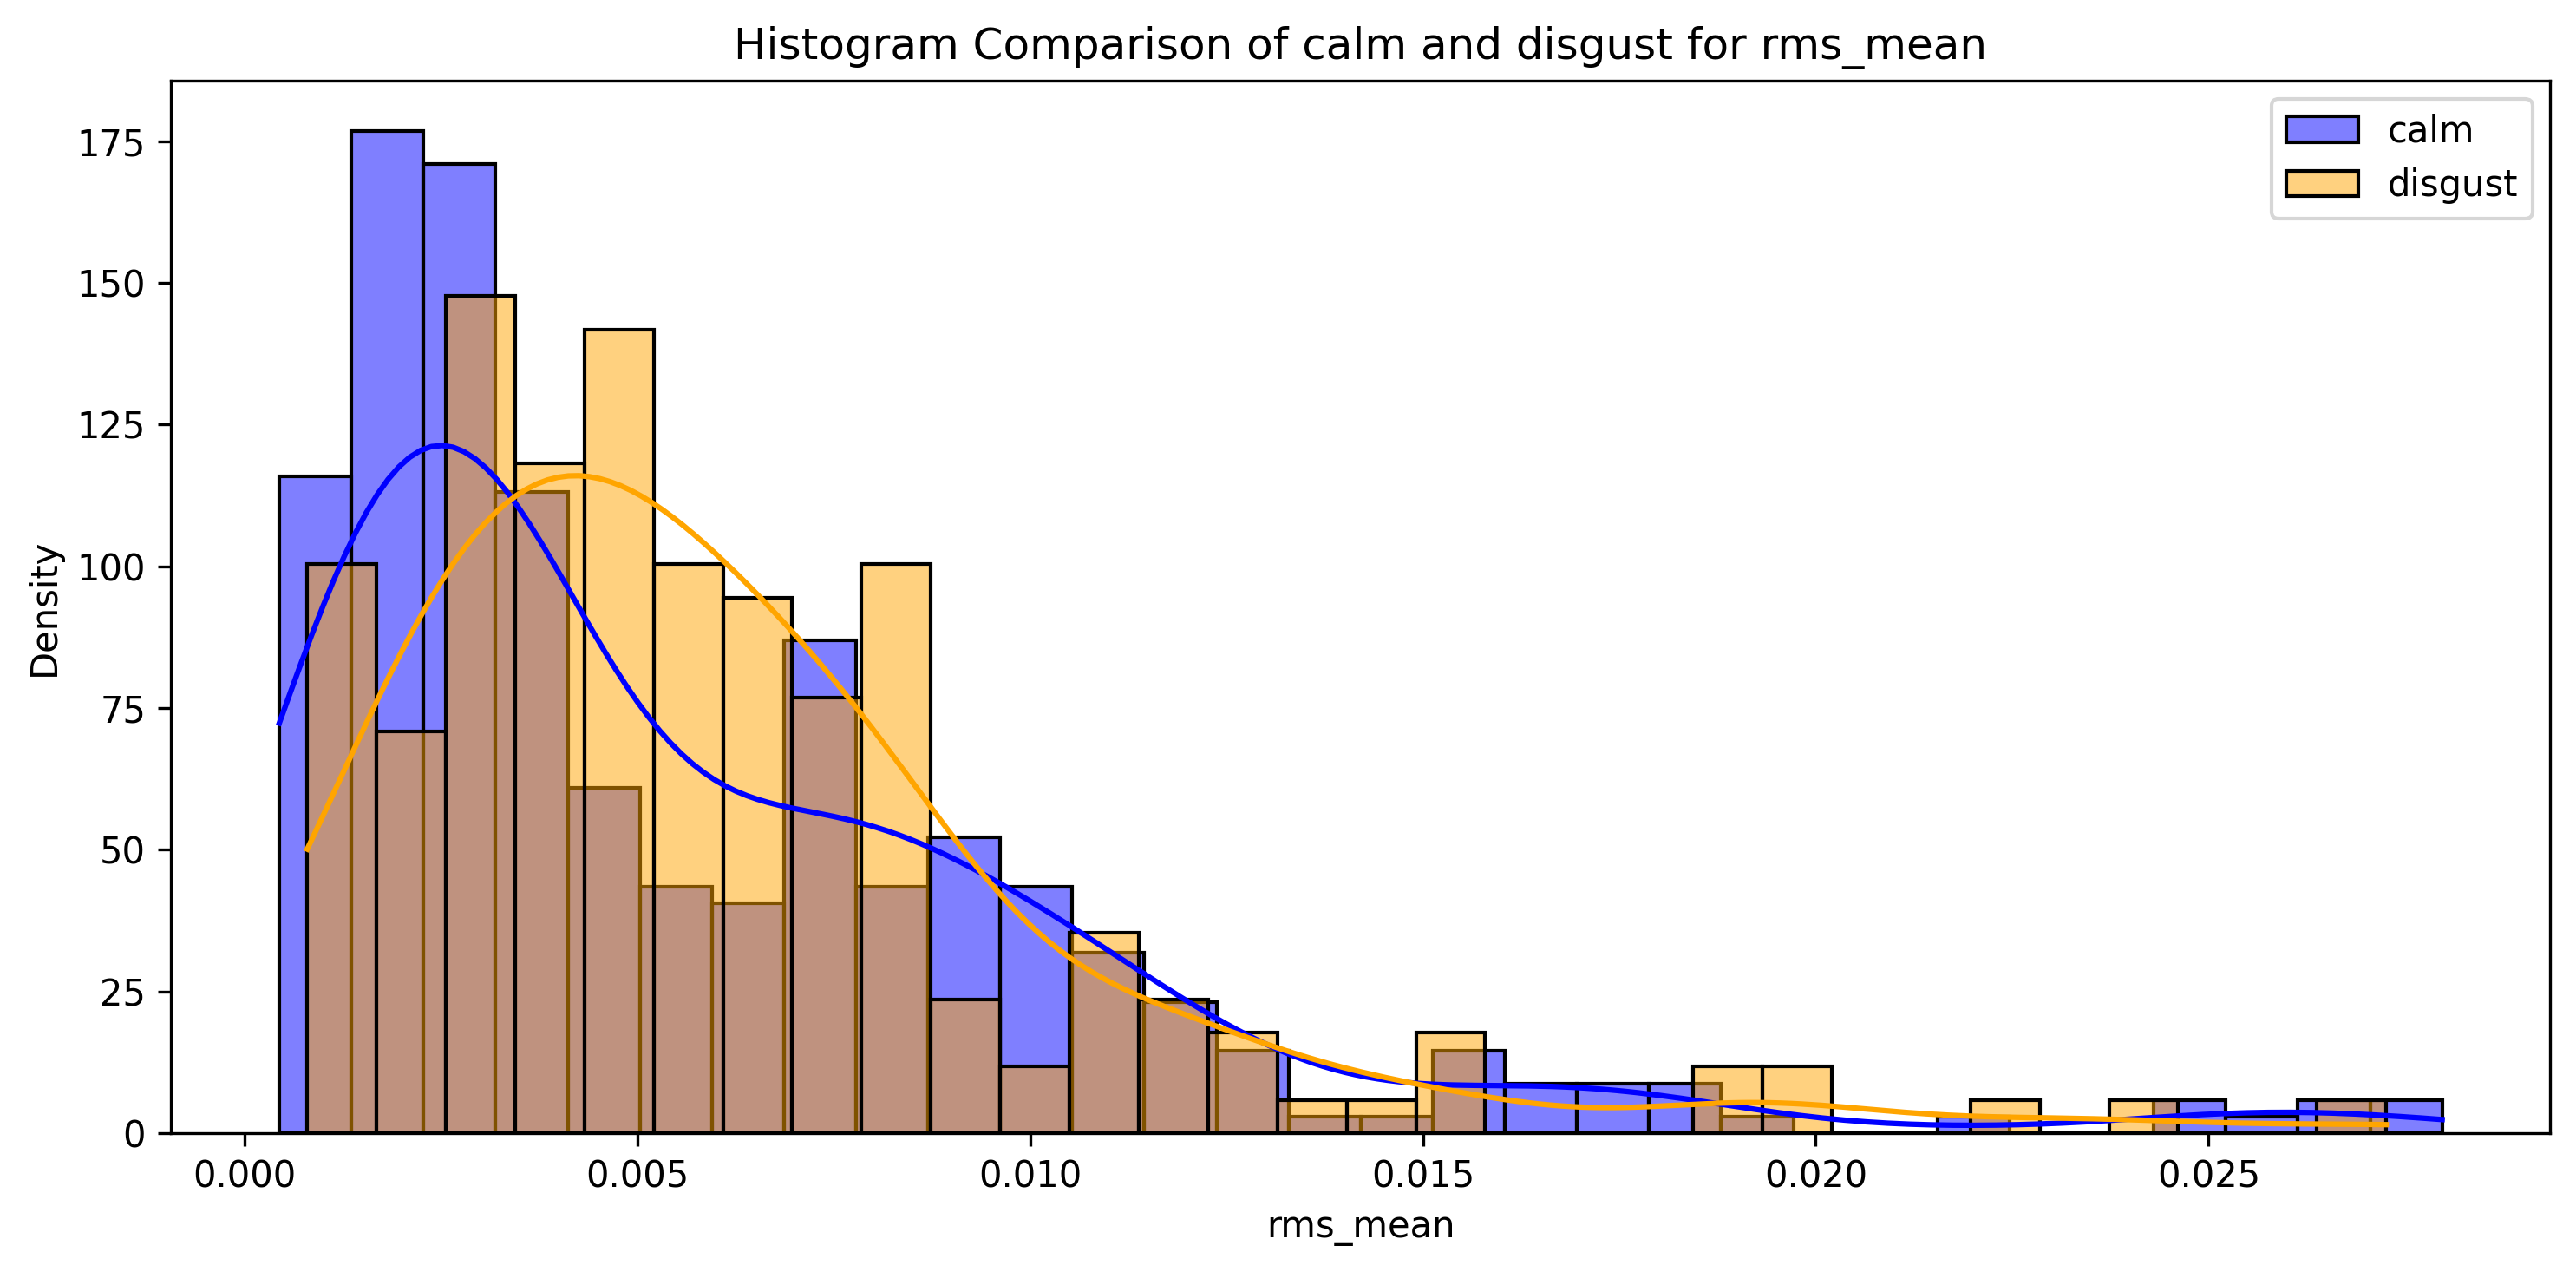 Histogram Comparison of calm and disgust for rms_mean
calm
disgust
Density
175
150
125
100
75
50
25
0
0.000 0.005 0.010 0.015 0.020 0.025
rms_mean